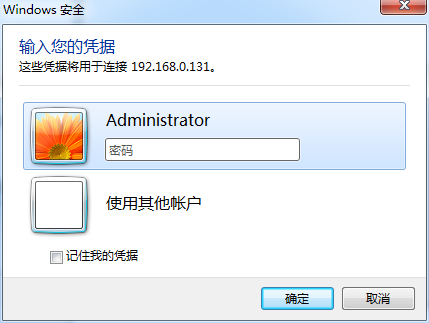 Windows 安全
输入您的凭据
这些凭据将用于连接 192.168.0.131。
Administrator
密码
使用其他帐户
记住我的凭据
确定
取消